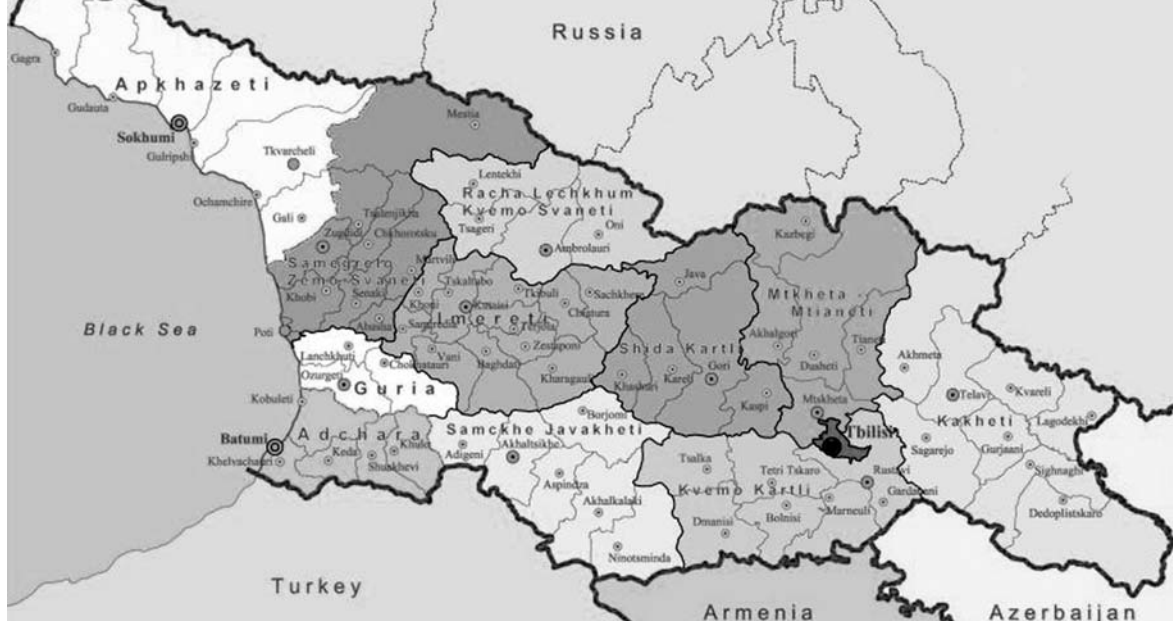 Russia
Gagra
Apkhazeti
Gudauta
Sokhumi
Gulripshi
Mestia
Tkvarcheli
Lentekhi
Racha Lechkhum
Kvemo Svaneti
Ochamchire
Gali
Tsalenjikha
Tsageri
Oni
Kazbegi
Zugdidi
Chkhorotsku
Ambrolauri
Samegrelo
Zemo Svaneti
Martvili
Java
Khobi
Senaki
Khoni
Tskaltubo
Tkibuli
Sachkhere
Mtkheta
Mtianeti
Kutaisi
Chiatura
Imereti
Black Sea
Poti
Abasha
Samtredia
Terjola
Akhalgori
Tianeti
Lanchkhuti
Chokhatauri
Vani
Zestaponi
Shida Kartli
Dusheti
Akhmeta
Baghdati
Kharagauli
Khashuri
Kareli
Gori
Ozurgeti
Guria
Kvareli
Telavi
Kobuleti
Kaspi
Mtskheta
Borjomi
Lagodekhi
Kakheti
Batumi
Adchara
Samckhe Javakheti
Tbilisi
Khulo
Akhaltsikhe
Sagarejo
Gurjaani
Keda
Shuakhevi
Adigeni
Khelvachauri
Tsalka
Tetri Tskaro
Rustavi
Sighnaghi
Aspindza
Kvemo Kartli
Gardabani
Akhalkalaki
Marneuli
Dedoplistskaro
Dmanisi
Bolnisi
Ninotsminda
Turkey
Armenia
Azerbaijan